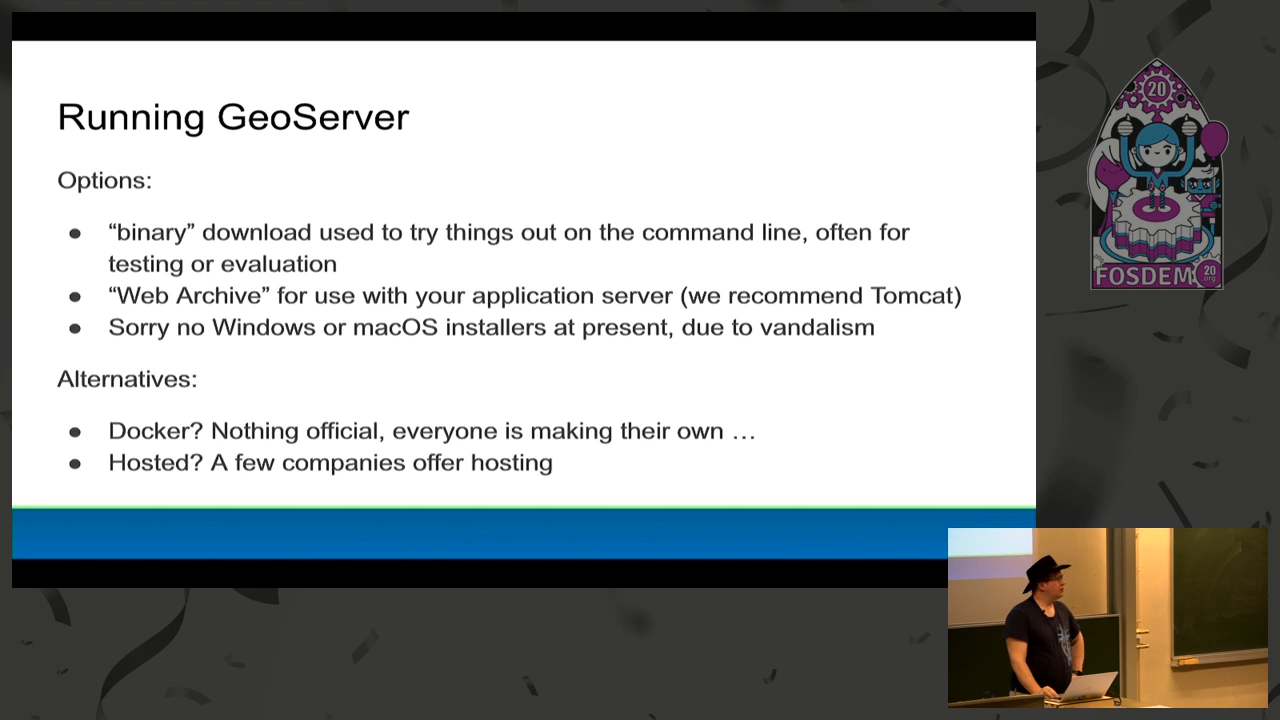 Running GeoServer
Options:
● “binary” download used to try things out on the command line, often for
testing or evaluation
● “Web Archive” for use with your application server (we recommend Tomcat)
● Sorry no Windows or macOS installers at present, due to vandalism
Alternatives:
● Docker? Nothing official, everyone is making their own …
● Hosted? A few companies offer hosting
20
FOSDEM 20
.org